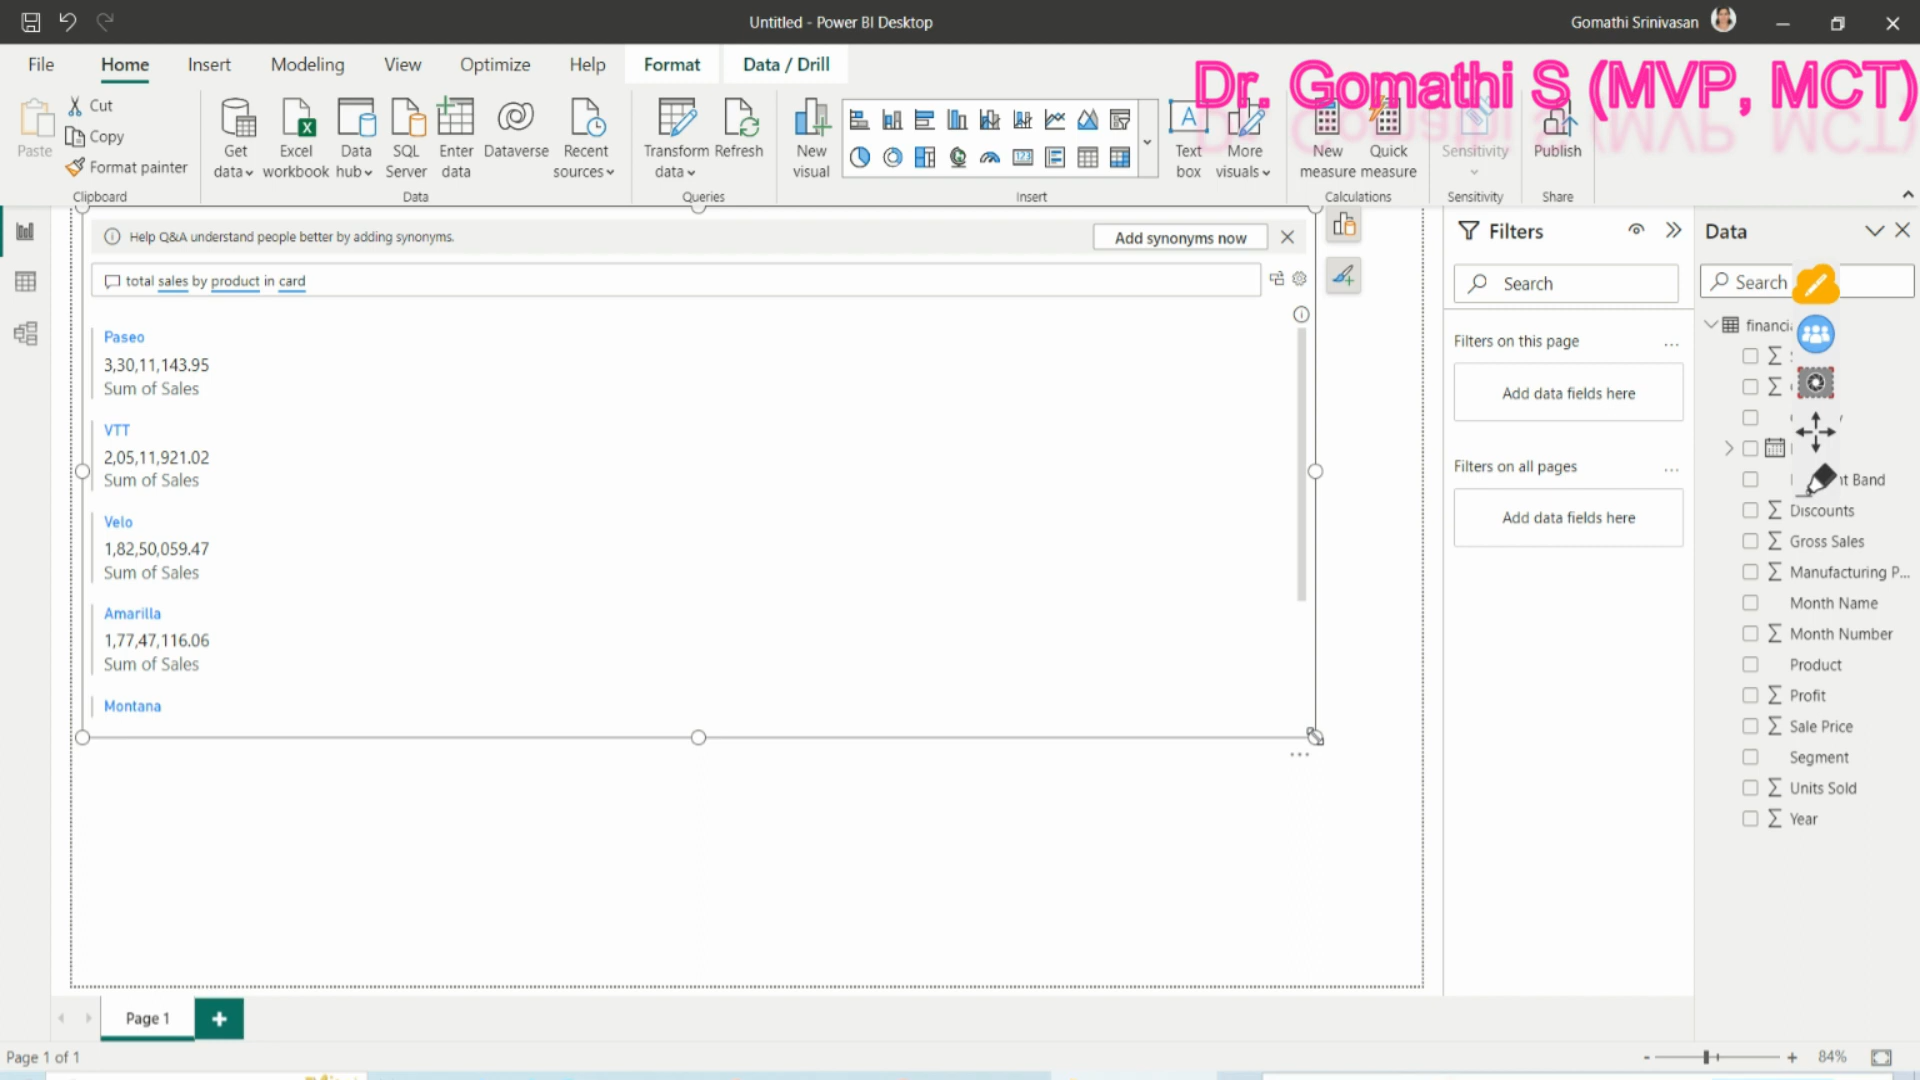 Untitled - Power BI Desktop
Gomathi Srinivasan
File Home Insert Modeling View Optimize Help Format Data / Drill
Dr. Gomathi S (MVP, MCT)
Paste
Cut
Copy
Format painter
Clipboard
Get data
Excel workbook
Data hub
SQL Server
Enter data
Dataverse
Recent sources
Data
Transform data
Refresh
Queries
New visual
Insert
Text box
More visuals
New measure
Quick measure
Calculations
Sensitivity
Sensitivity
Publish
Share
Help Q&A understand people better by adding synonyms.
Add synonyms now
total sales by product in card
Paseo
3,30,11,143.95
Sum of Sales
VTT
2,05,11,921.02
Sum of Sales
Velo
1,82,50,059.47
Sum of Sales
Amarilla
1,77,47,116.06
Sum of Sales
Montana
Filters
Search
Filters on this page
Add data fields here
Filters on all pages
Add data fields here
Data
Search
financi
t Band
Discounts
Gross Sales
Manufacturing P...
Month Name
Month Number
Product
Profit
Sale Price
Segment
Units Sold
Year
Page 1
Page 1 of 1
84%